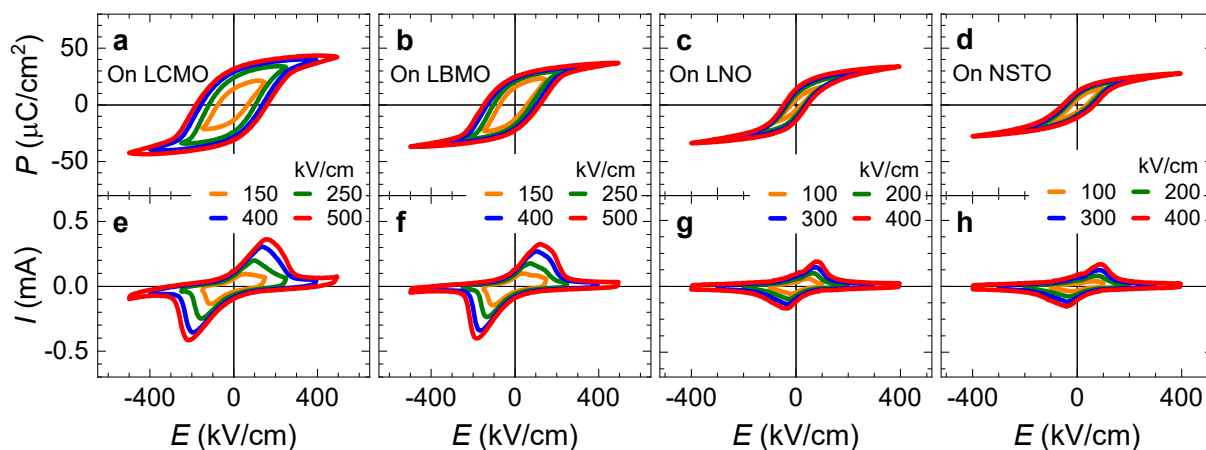 a b c d
On LCMO On LBMO On LNO On NSTO
P (μC/cm²)
50
0
-50
kV/cm kV/cm kV/cm kV/cm
150 250 150 250 100 200 100 200
400 500 400 500 300 400 300 400
e f g h
I (mA)
0.5
0.0
-0.5
-400 0 400 -400 0 400 -400 0 400 -400 0 400
E (kV/cm) E (kV/cm) E (kV/cm) E (kV/cm)